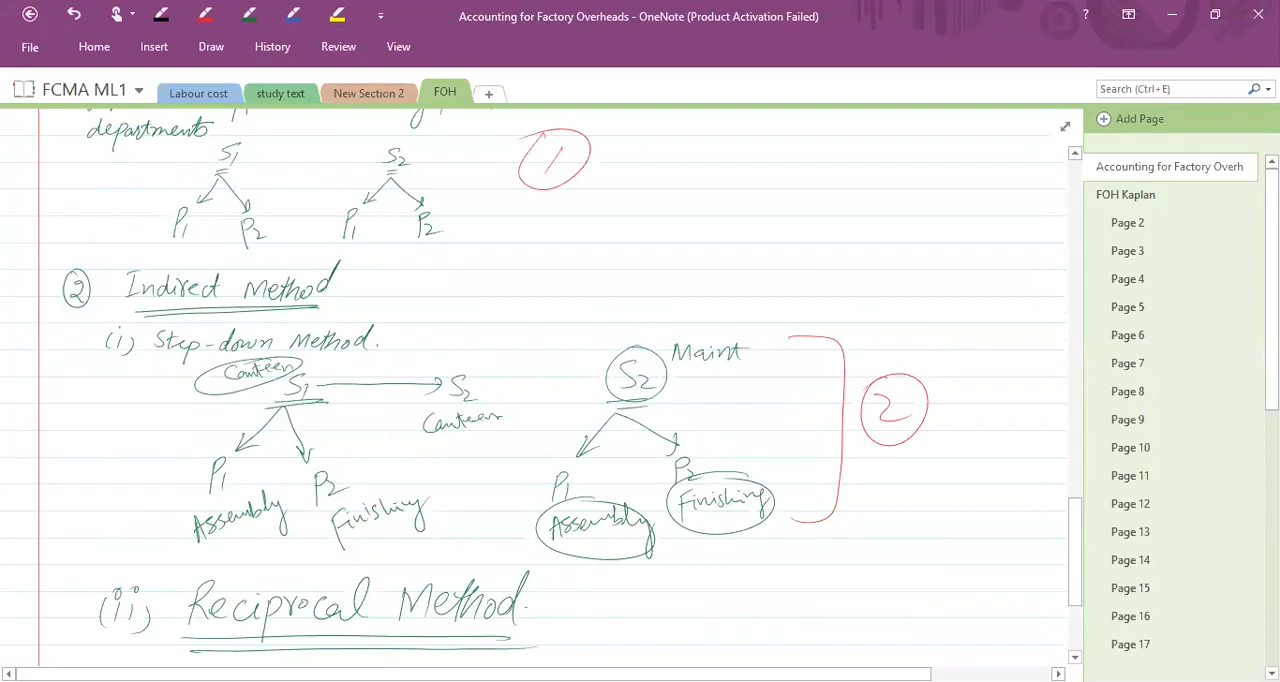 Accounting for Factory Overheads - OneNote (Product Activation Failed)
?
File Home Insert Draw History Review View
FCMA ML1
Labour cost
study text
New Section 2
FOH
Search (Ctrl+E)
Add Page
Accounting for Factory Overh
FOH Kaplan
Page 2
Page 3
Page 4
Page 5
Page 6
Page 7
Page 8
Page 9
Page 10
Page 11
Page 12
Page 13
Page 14
Page 15
Page 16
Page 17
departments
S1 S2
P1 P2 P1 P2
1
2 Indirect Method
(i) Step-down Method.
Canteen
S1 S2
Canteen
P1 P2
Assembly Finishing
S2 Maint
P1 P2
Assembly Finishing
2
(ii) Reciprocal Method.